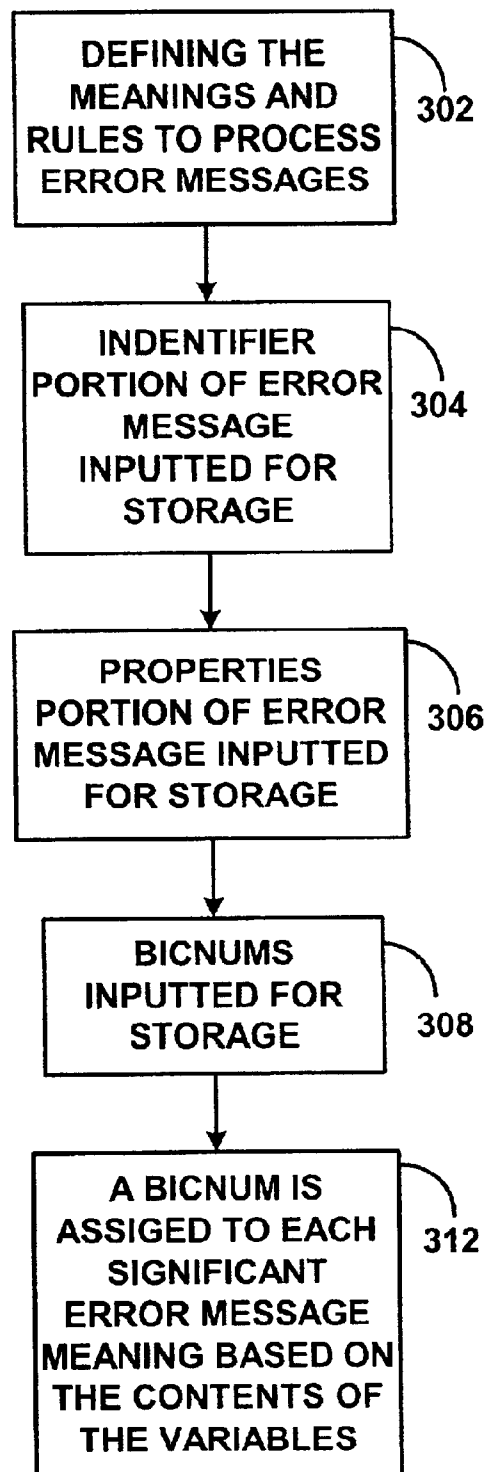 DEFINING THE
MEANINGS AND
RULES TO PROCESS
ERROR MESSAGES
302
INDENTIFIER
PORTION OF ERROR
MESSAGE
INPUTTED FOR
STORAGE
304
PROPERTIES
PORTION OF ERROR
MESSAGE INPUTTED
FOR STORAGE
306
BICNUMS
INPUTTED FOR
STORAGE
308
A BICNUM IS
ASSIGED TO EACH
SIGNIFICANT
ERROR MESSAGE
MEANING BASED ON
THE CONTENTS OF
THE VARIABLES
312